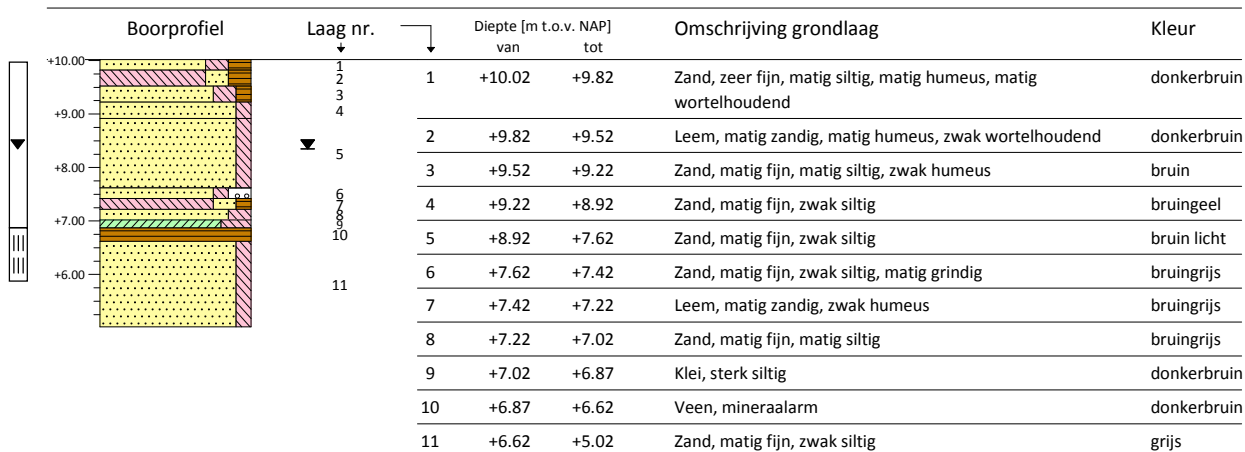 Boorprofiel Laag nr. Diepte [m t.o.v. NAP] Omschrijving grondlaag Kleur
van tot
+10.00
+9.00
+8.00
+7.00
+6.00
1
2
3
4
5
6
7
8
9
10
11
1 +10.02 +9.82 Zand, zeer fijn, matig siltig, matig humeus, matig donkerbruin
wortelhoudend
2 +9.82 +9.52 Leem, matig zandig, matig humeus, zwak wortelhoudend donkerbruin
3 +9.52 +9.22 Zand, matig fijn, matig siltig, zwak humeus bruin
4 +9.22 +8.92 Zand, matig fijn, zwak siltig bruingeel
5 +8.92 +7.62 Zand, matig fijn, zwak siltig bruin licht
6 +7.62 +7.42 Zand, matig fijn, zwak siltig, matig grindig bruingrijs
7 +7.42 +7.22 Leem, matig zandig, zwak humeus bruingrijs
8 +7.22 +7.02 Zand, matig fijn, matig siltig bruingrijs
9 +7.02 +6.87 Klei, sterk siltig donkerbruin
10 +6.87 +6.62 Veen, mineraalarm donkerbruin
11 +6.62 +5.02 Zand, matig fijn, zwak siltig grijs